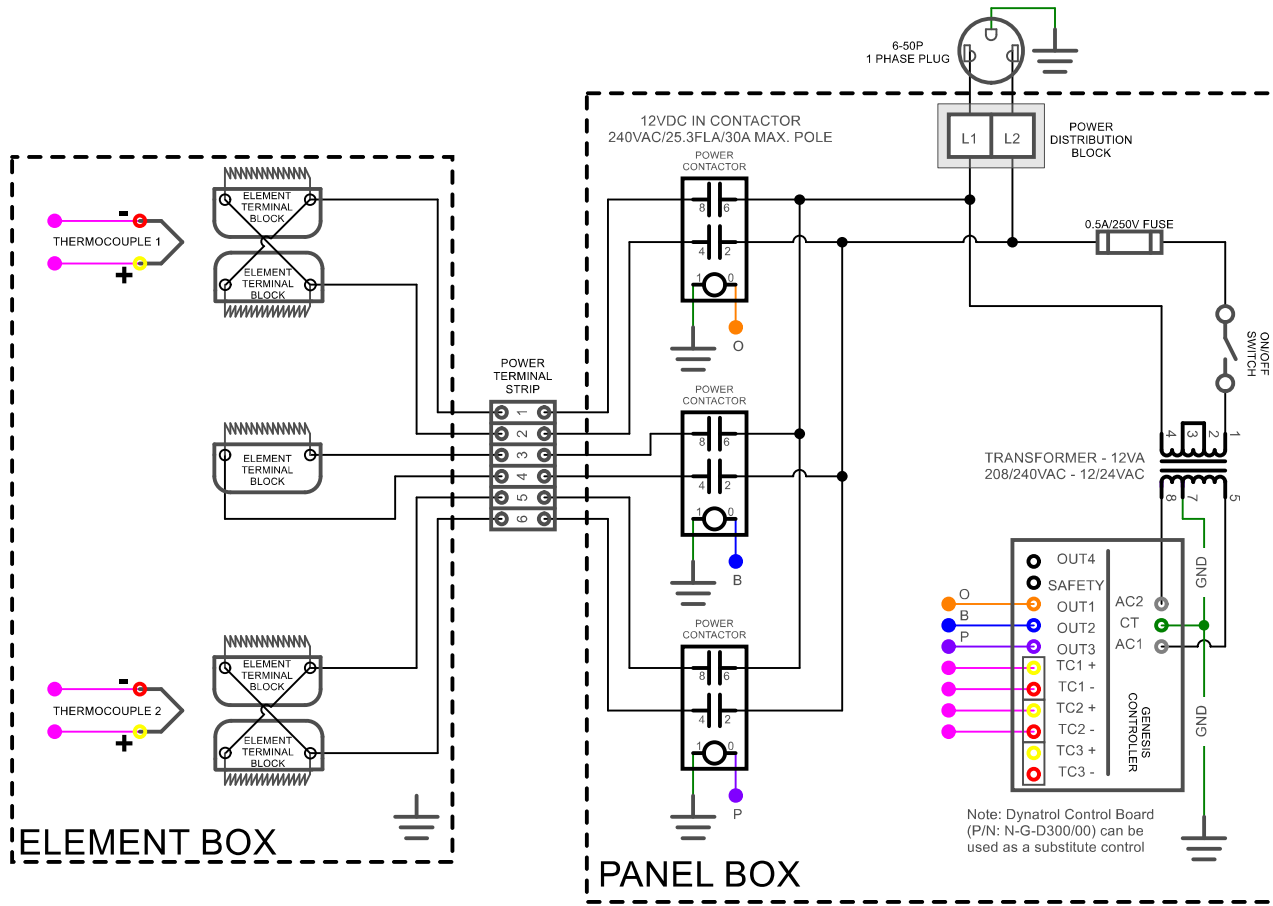 6-50P
1 PHASE PLUG
12VDC IN CONTACTOR
240VAC/25.3FLA/30A MAX. POLE
POWER
CONTACTOR
8
6
4
2
1
0
O
L1
L2
POWER
DISTRIBUTION
BLOCK
0.5A/250V FUSE
ON/OFF
SWITCH
-
THERMOCOUPLE 1
+
ELEMENT
TERMINAL
BLOCK
ELEMENT
TERMINAL
BLOCK
POWER
TERMINAL
STRIP
1
2
3
4
5
6
POWER
CONTACTOR
8
6
4
2
1
0
B
ELEMENT
TERMINAL
BLOCK
TRANSFORMER - 12VA
208/240VAC - 12/24VAC
4
3
2
1
8
7
5
POWER
CONTACTOR
8
6
4
2
1
0
P
-
THERMOCOUPLE 2
+
ELEMENT
TERMINAL
BLOCK
ELEMENT
TERMINAL
BLOCK
O
B
P
OUT4
SAFETY
OUT1
OUT2
OUT3
TC1 +
TC1 -
TC2 +
TC2 -
TC3 +
TC3 -
AC2
CT
AC1
GENESIS
CONTROLLER
GND
GND
Note: Dynatrol Control Board
(P/N: N-G-D300/00) can be
used as a substitute control
ELEMENT BOX
PANEL BOX